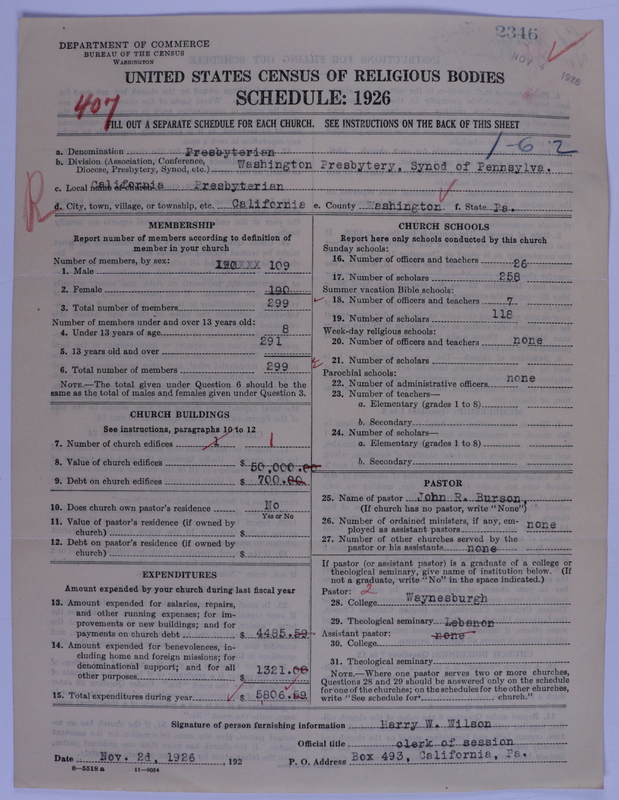 2346
NOV 5 1926
DEPARTMENT OF COMMERCE
BUREAU OF THE CENSUS
WASHINGTON
UNITED STATES CENSUS OF RELIGIOUS BODIES
SCHEDULE: 1926
407
FILL OUT A SEPARATE SCHEDULE FOR EACH CHURCH. SEE INSTRUCTIONS ON THE BACK OF THIS SHEET
1-6 2
a. Denomination Presbyterian
b. Division (Association, Conference, Diocese, Presbytery, Synod, etc.) Washington Presbytery, Synod of Pennsylva.
c. Local name California Presbyterian
R
d. City, town, village, or township, etc. California e. County Washington f. State Pa.
MEMBERSHIP
Report number of members according to definition of
member in your church
Number of members, by sex:
1. Male 190XXX 109
2. Female 190
3. Total number of members 299
Number of members under and over 13 years old:
4. Under 13 years of age 8
5. 13 years old and over 291
6. Total number of members 299
NOTE.—The total given under Question 6 should be the
same as the total of males and females given under Question 3.
CHURCH BUILDINGS
See instructions, paragraphs 10 to 12
7. Number of church edifices 1 1
8. Value of church edifices $ 50,000.00
9. Debt on church edifices $ 700.00
10. Does church own pastor's residence No
Yes or No
11. Value of pastor's residence (if owned by
church) $
12. Debt on pastor's residence (if owned by
church) $
EXPENDITURES
Amount expended by your church during last fiscal year
13. Amount expended for salaries, repairs,
and other running expenses; for im-
provements or new buildings; and for
payments on church debt $ 4485.59
14. Amount expended for benevolences, in-
cluding home and foreign missions; for
denominational support; and for all
other purposes $ 1321.00
15. Total expenditures during year $ 5806.59
CHURCH SCHOOLS
Report here only schools conducted by this church
Sunday schools:
16. Number of officers and teachers 26
17. Number of scholars 258
Summer vacation Bible schools:
18. Number of officers and teachers 7
19. Number of scholars 118
Week-day religious schools:
20. Number of officers and teachers none
21. Number of scholars
Parochial schools:
22. Number of administrative officers none
23. Number of teachers—
a. Elementary (grades 1 to 8)
b. Secondary
24. Number of scholars—
a. Elementary (grades 1 to 8)
b. Secondary
PASTOR
25. Name of pastor John R. Burson,
(If church has no pastor, write "None")
26. Number of ordained ministers, if any, em-
ployed as assistant pastors none
27. Number of other churches served by the
pastor or his assistants none
If pastor (or assistant pastor) is a graduate of a college or
theological seminary, give name of institution below. (If
not a graduate, write "No" in the space indicated.)
Pastor: 2
28. College Waynesburgh
29. Theological seminary Lebanon
Assistant pastor: none
30. College
31. Theological seminary
NOTE.—Where one pastor serves two or more churches,
Questions 28 and 29 should be answered only on the schedule
for one of the churches; on the schedules for the other churches,
write "See schedule for church."
Signature of person furnishing information Harry W. Wilson
Official title clerk of session
Date Nov. 2d, 1926 , 192 P. O. Address Box 493, California, Pa.
8—5518 a 11—9054